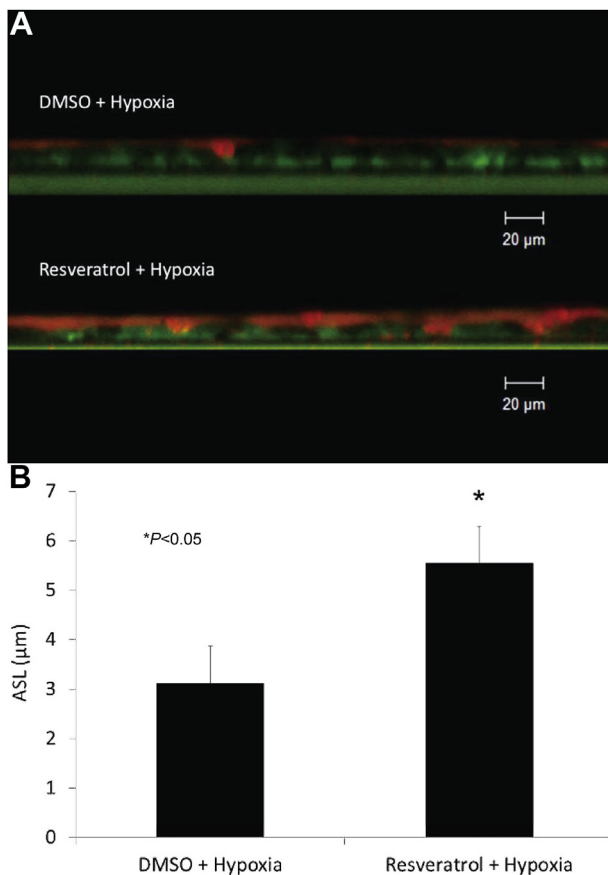 A
DMSO + Hypoxia
20 µm
Resveratrol + Hypoxia
20 µm
B
7
6
5
4
3
2
1
0
ASL (µm)
*P<0.05
*
DMSO + Hypoxia
Resveratrol + Hypoxia